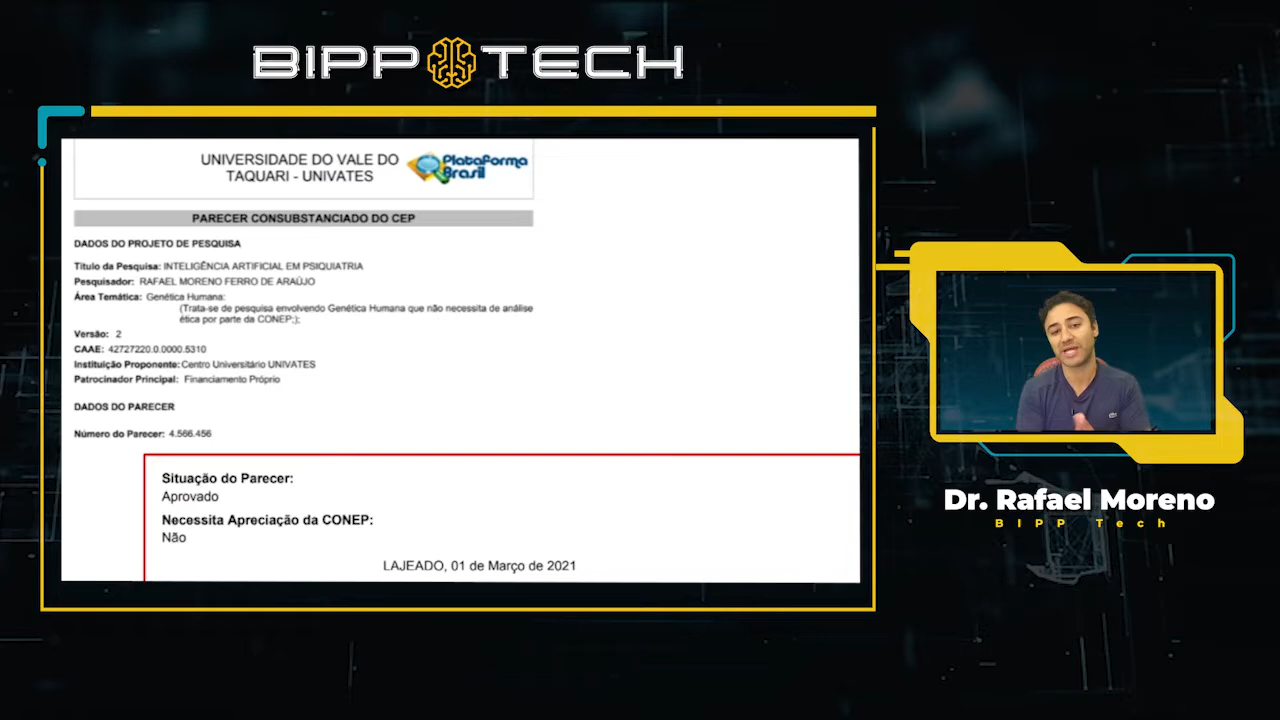 BIPP TECH
UNIVERSIDADE DO VALE DO
TAQUARI - UNIVATES
Plataforma
Brasil
PARECER CONSUBSTANCIADO DO CEP
DADOS DO PROJETO DE PESQUISA
Título da Pesquisa: INTELIGÊNCIA ARTIFICIAL EM PSIQUIATRIA
Pesquisador: RAFAEL MORENO FERRO DE ARAÚJO
Área Temática: Genética Humana:
(Trata-se de pesquisa envolvendo Genética Humana que não necessita de análise
ética por parte da CONEP;);
Versão: 2
CAAE: 42727220.0.0000.5310
Instituição Proponente: Centro Universitário UNIVATES
Patrocinador Principal: Financiamento Próprio
DADOS DO PARECER
Número do Parecer: 4.566.456
Situação do Parecer:
Aprovado
Necessita Apreciação da CONEP:
Não
LAJEADO, 01 de Março de 2021
Dr. Rafael Moreno
BIPP Tech